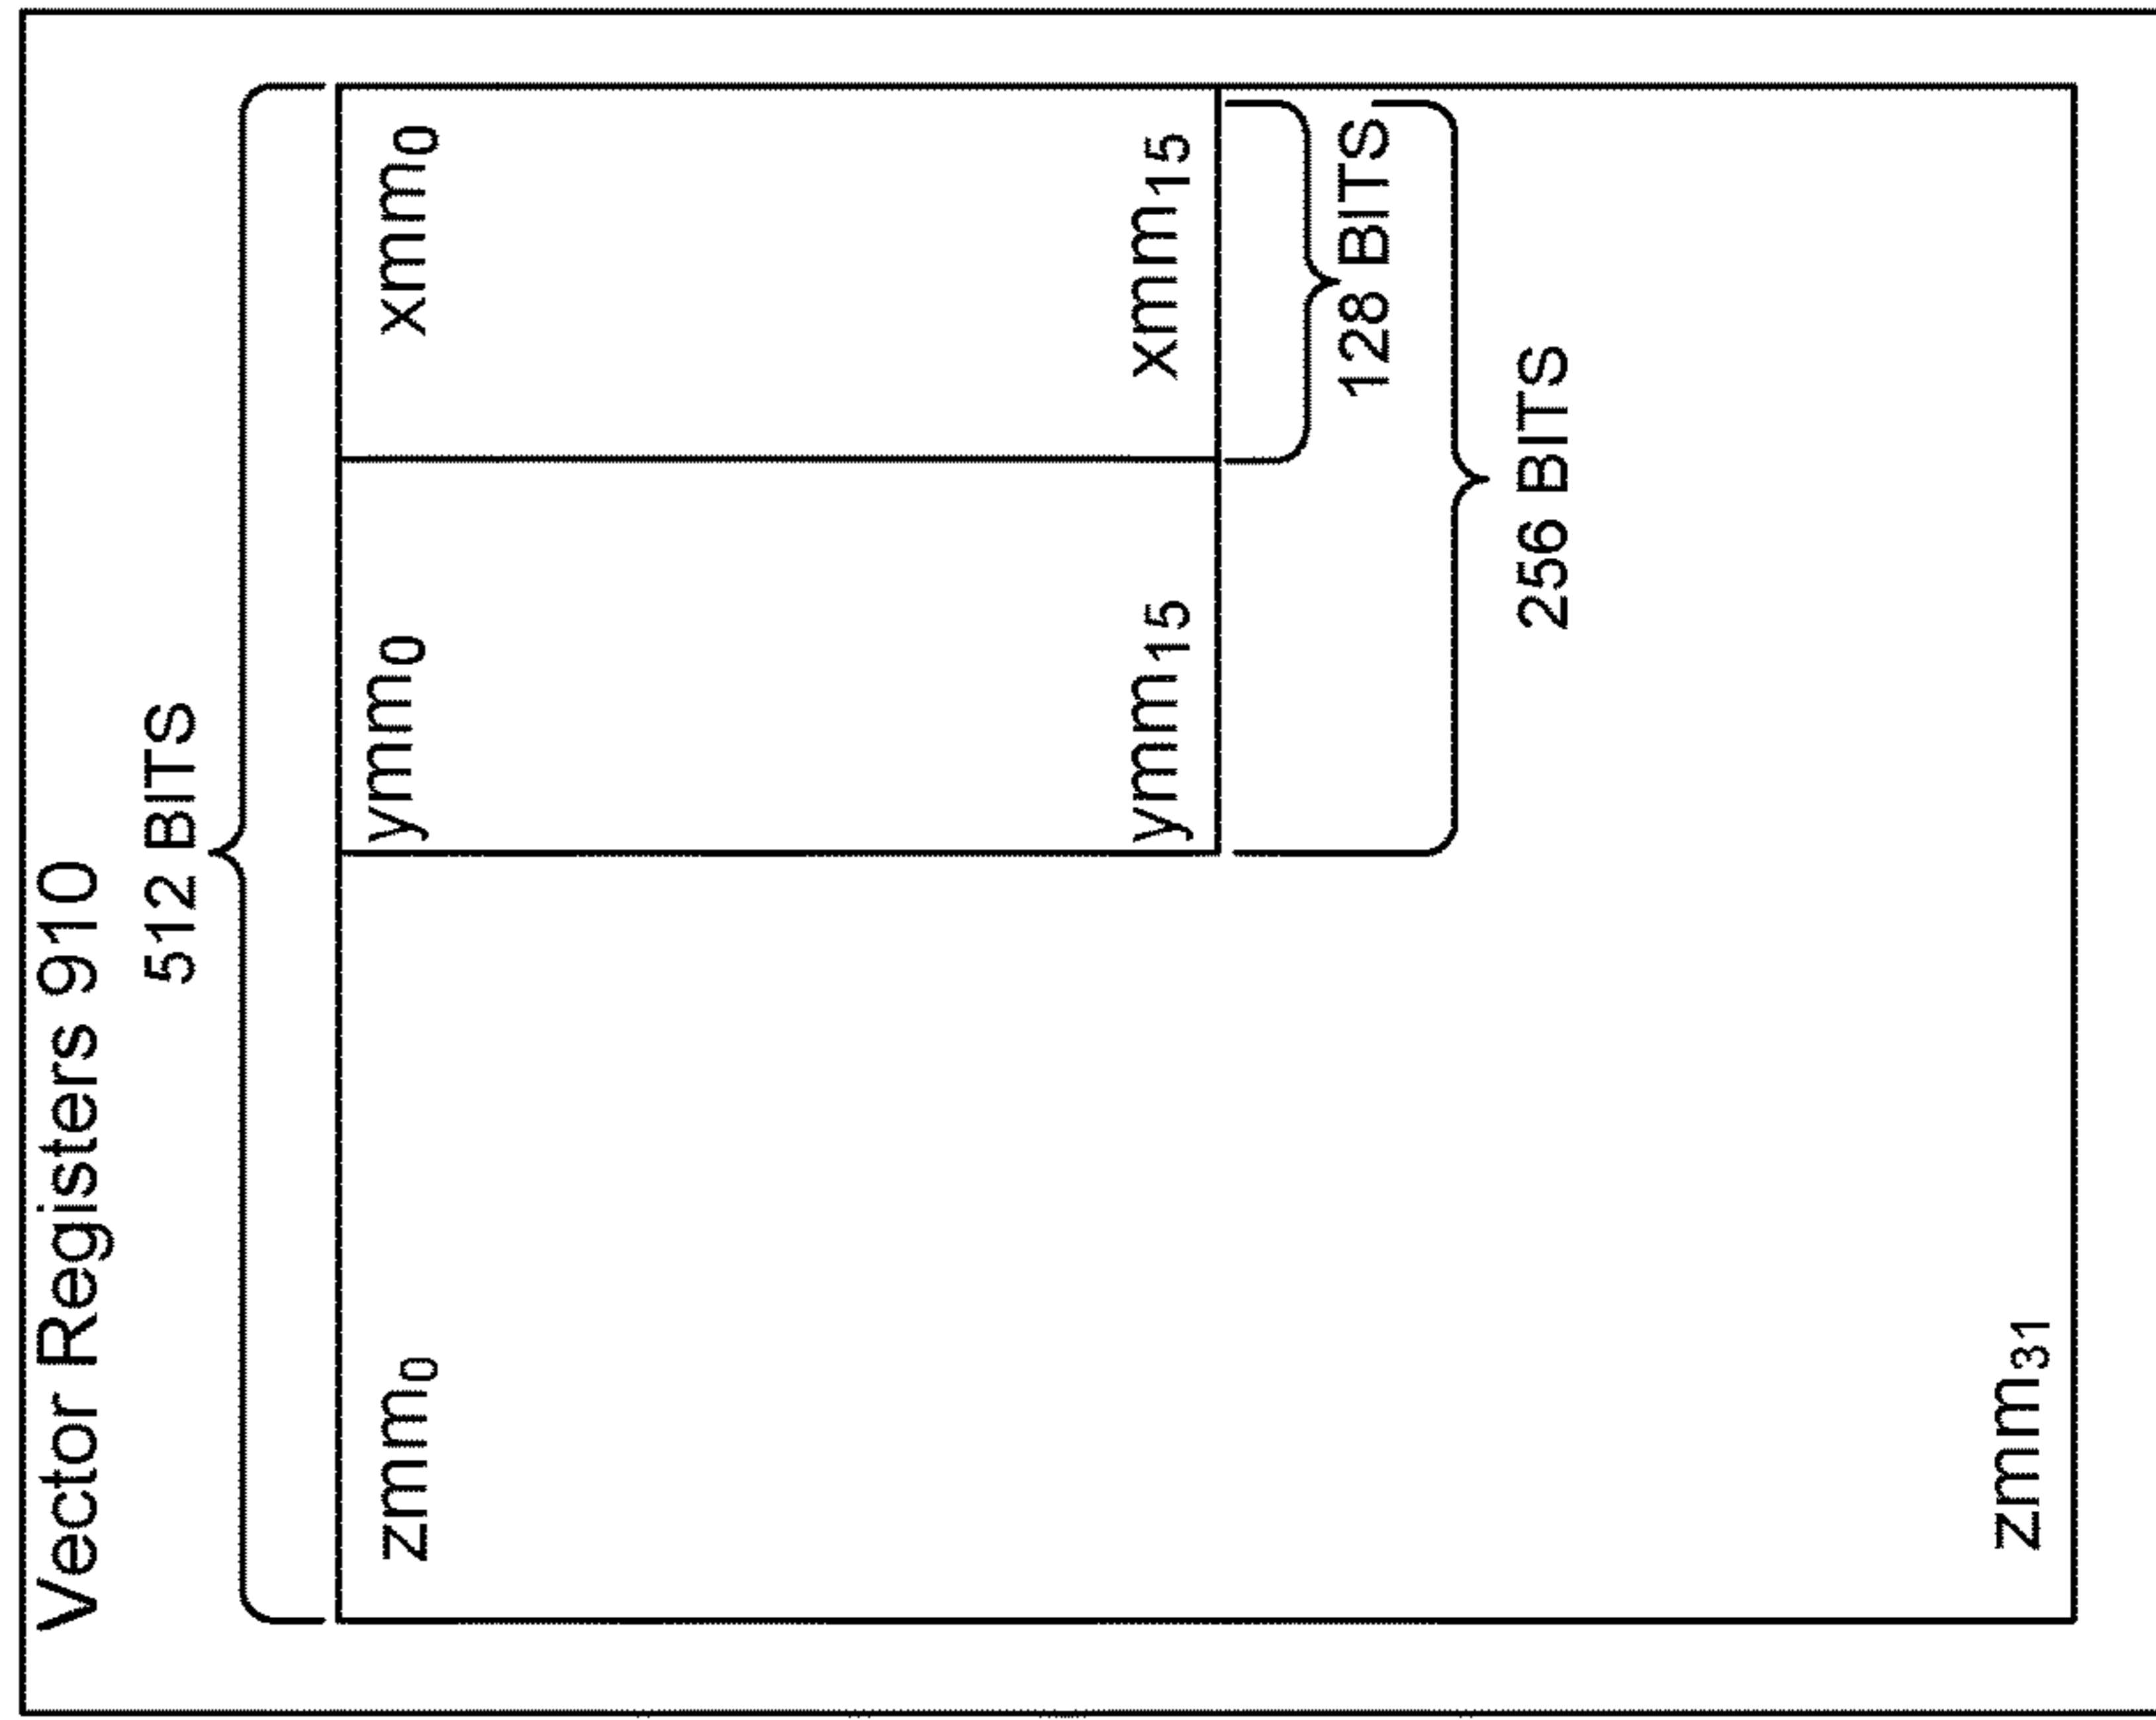 Vector Registers 910
512 BITS
zmm0 ymm0 xmm0
ymm15 xmm15
128 BITS
256 BITS
zmm31